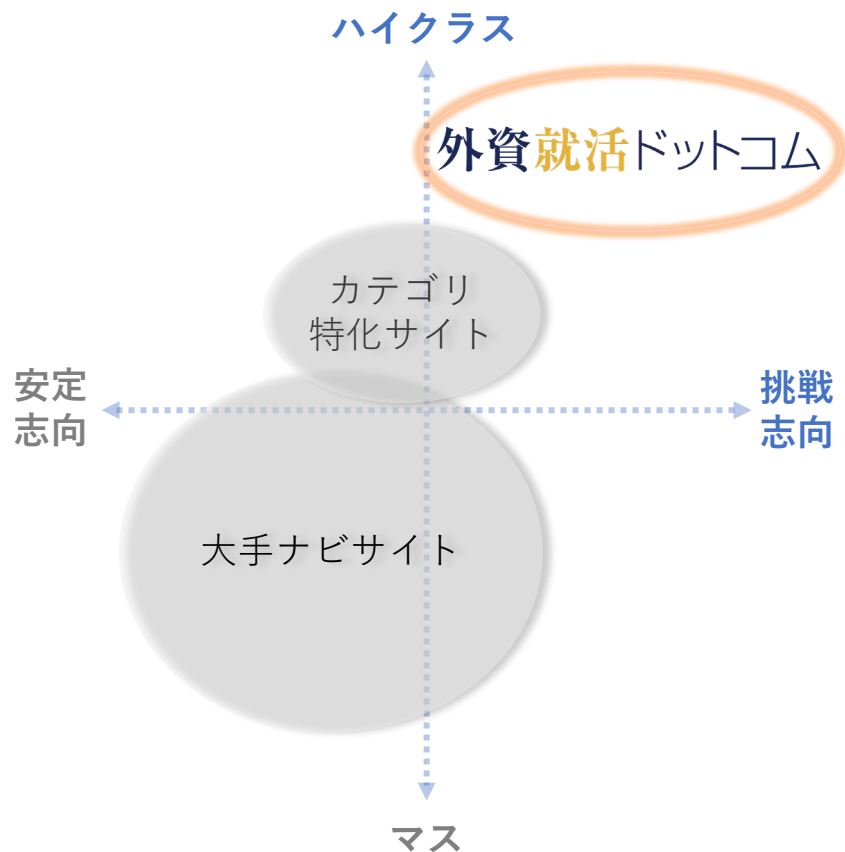 ハイクラス
外資就活ドットコム
カテゴリ
特化サイト
安定
志向
挑戦
志向
大手ナビサイト
マス